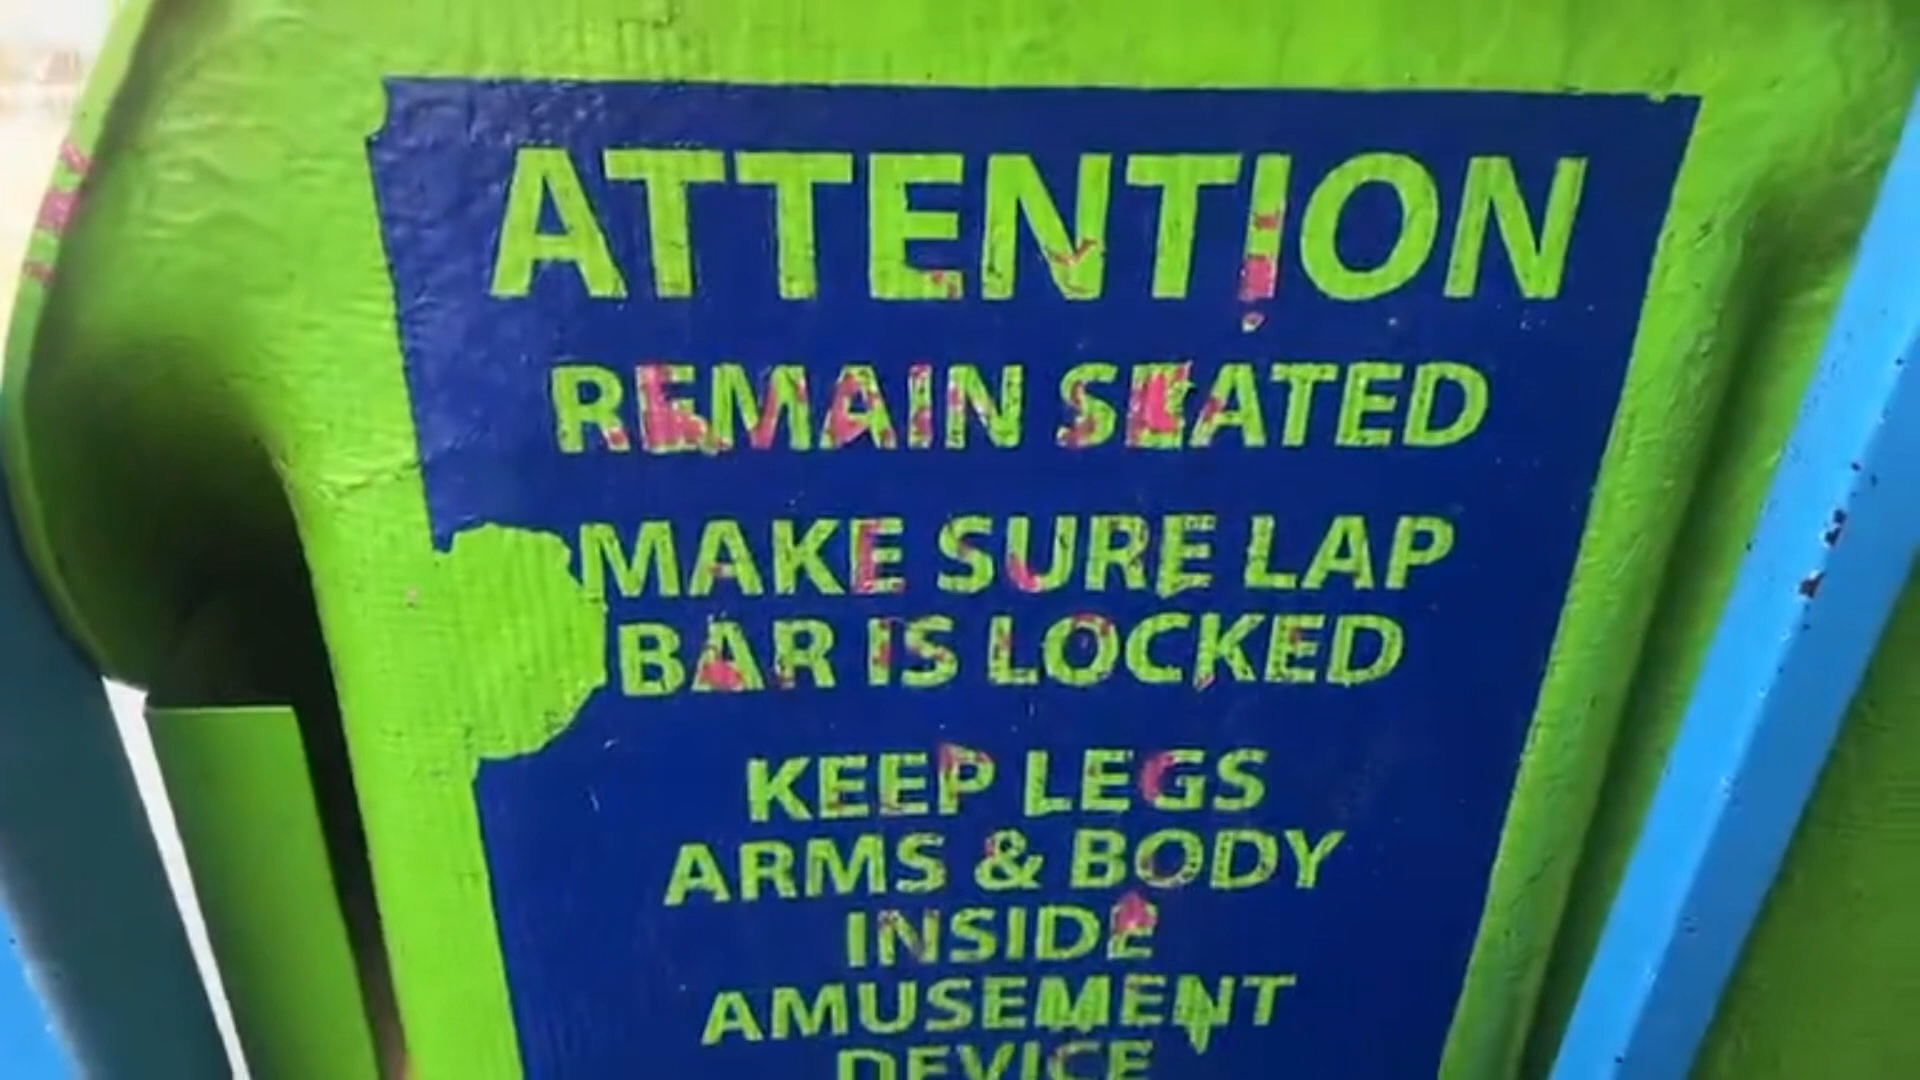 ATTENTION
REMAIN SEATED
MAKE SURE LAP
BAR IS LOCKED
KEEP LEGS
ARMS & BODY
INSIDE
AMUSEMENT
DEVICE